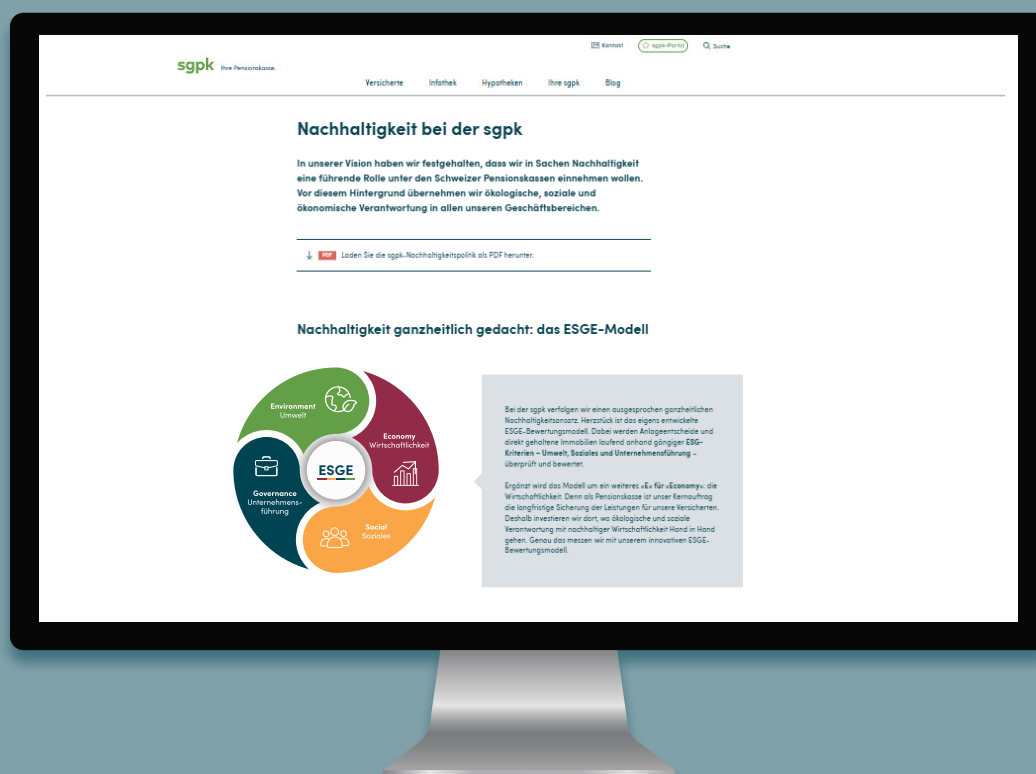 Kontakt
sgpk-Portal
Suche
sgpk Ihre Pensionskasse.
Versicherte
Infothek
Hypotheken
Ihre sgpk
Blog
Nachhaltigkeit bei der sgpk
In unserer Vision haben wir festgehalten, dass wir in Sachen Nachhaltigkeit
eine führende Rolle unter den Schweizer Pensionskassen einnehmen wollen.
Vor diesem Hintergrund übernehmen wir ökologische, soziale und
ökonomische Verantwortung in allen unseren Geschäftsbereichen.
PDF Laden Sie die sgpk-Nachhaltigkeitspolitik als PDF herunter.
Nachhaltigkeit ganzheitlich gedacht: das ESGE-Modell
Environment
Umwelt
Economy
Wirtschaftlichkeit
ESGE
Governance
Unternehmens-
führung
Social
Soziales
Bei der sgpk verfolgen wir einen ausgesprochen ganzheitlichen
Nachhaltigkeitsansatz. Herzstück ist das eigens entwickelte
ESGE-Bewertungsmodell. Dabei werden Anlageentscheide und
direkt gehaltene Immobilien laufend anhand gängiger ESG-
Kriterien – Umwelt, Soziales und Unternehmensführung –
überprüft und bewertet.
Ergänzt wird das Modell um ein weiteres «E» für «Economy»: die
Wirtschaftlichkeit. Denn als Pensionskasse ist unser Kernauftrag
die langfristige Sicherung der Leistungen für unsere Versicherten.
Deshalb investieren wir dort, wo ökologische und soziale
Verantwortung mit nachhaltiger Wirtschaftlichkeit Hand in Hand
gehen. Genau das messen wir mit unserem innovativen ESGE-
Bewertungsmodell.